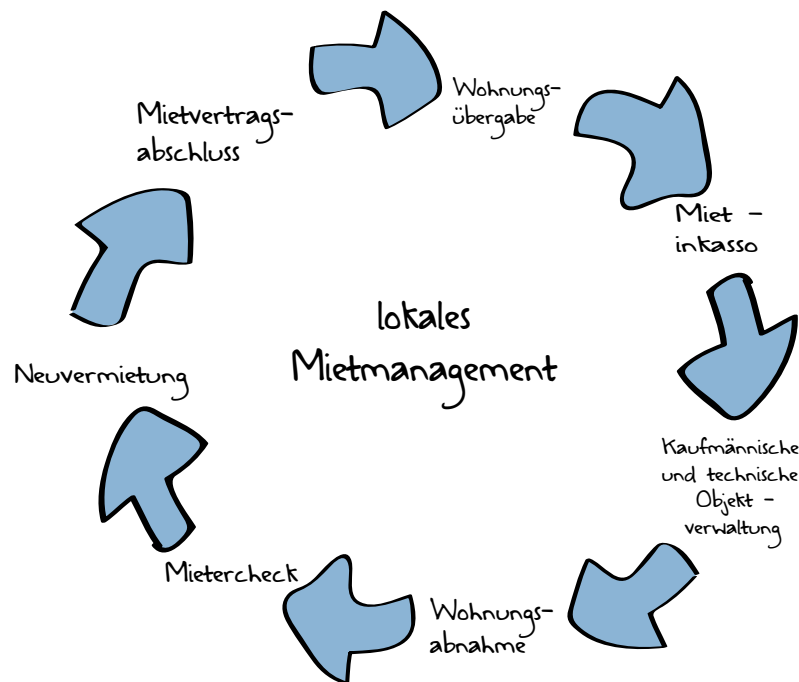 Wohnungs-
übergabe
Mietvertrags-
abschluss
Miet -
inkasso
lokales
Mietmanagement
Neuvermietung
Kaufmännische
und technische
Objekt -
verwaltung
Mietercheck
Wohnungs-
abnahme